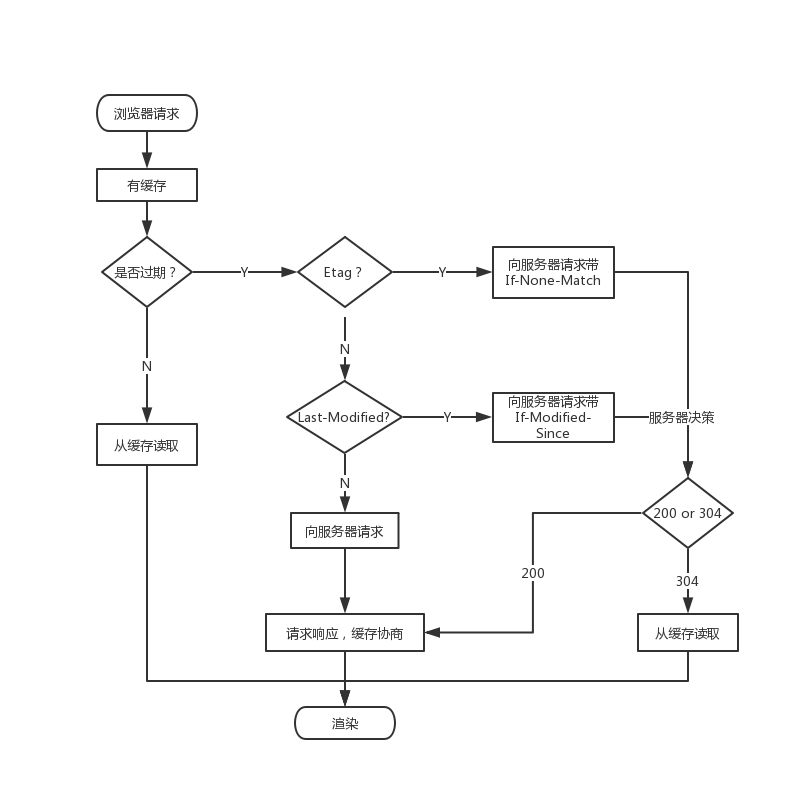 浏览器请求
有缓存
是否过期？
Y
Etag？
Y
向服务器请求带
If-None-Match
N
N
Last-Modified?
Y
向服务器请求带
If-Modified-
Since
服务器决策
从缓存读取
N
向服务器请求
200 or 304
200
304
请求响应，缓存协商
从缓存读取
渲染